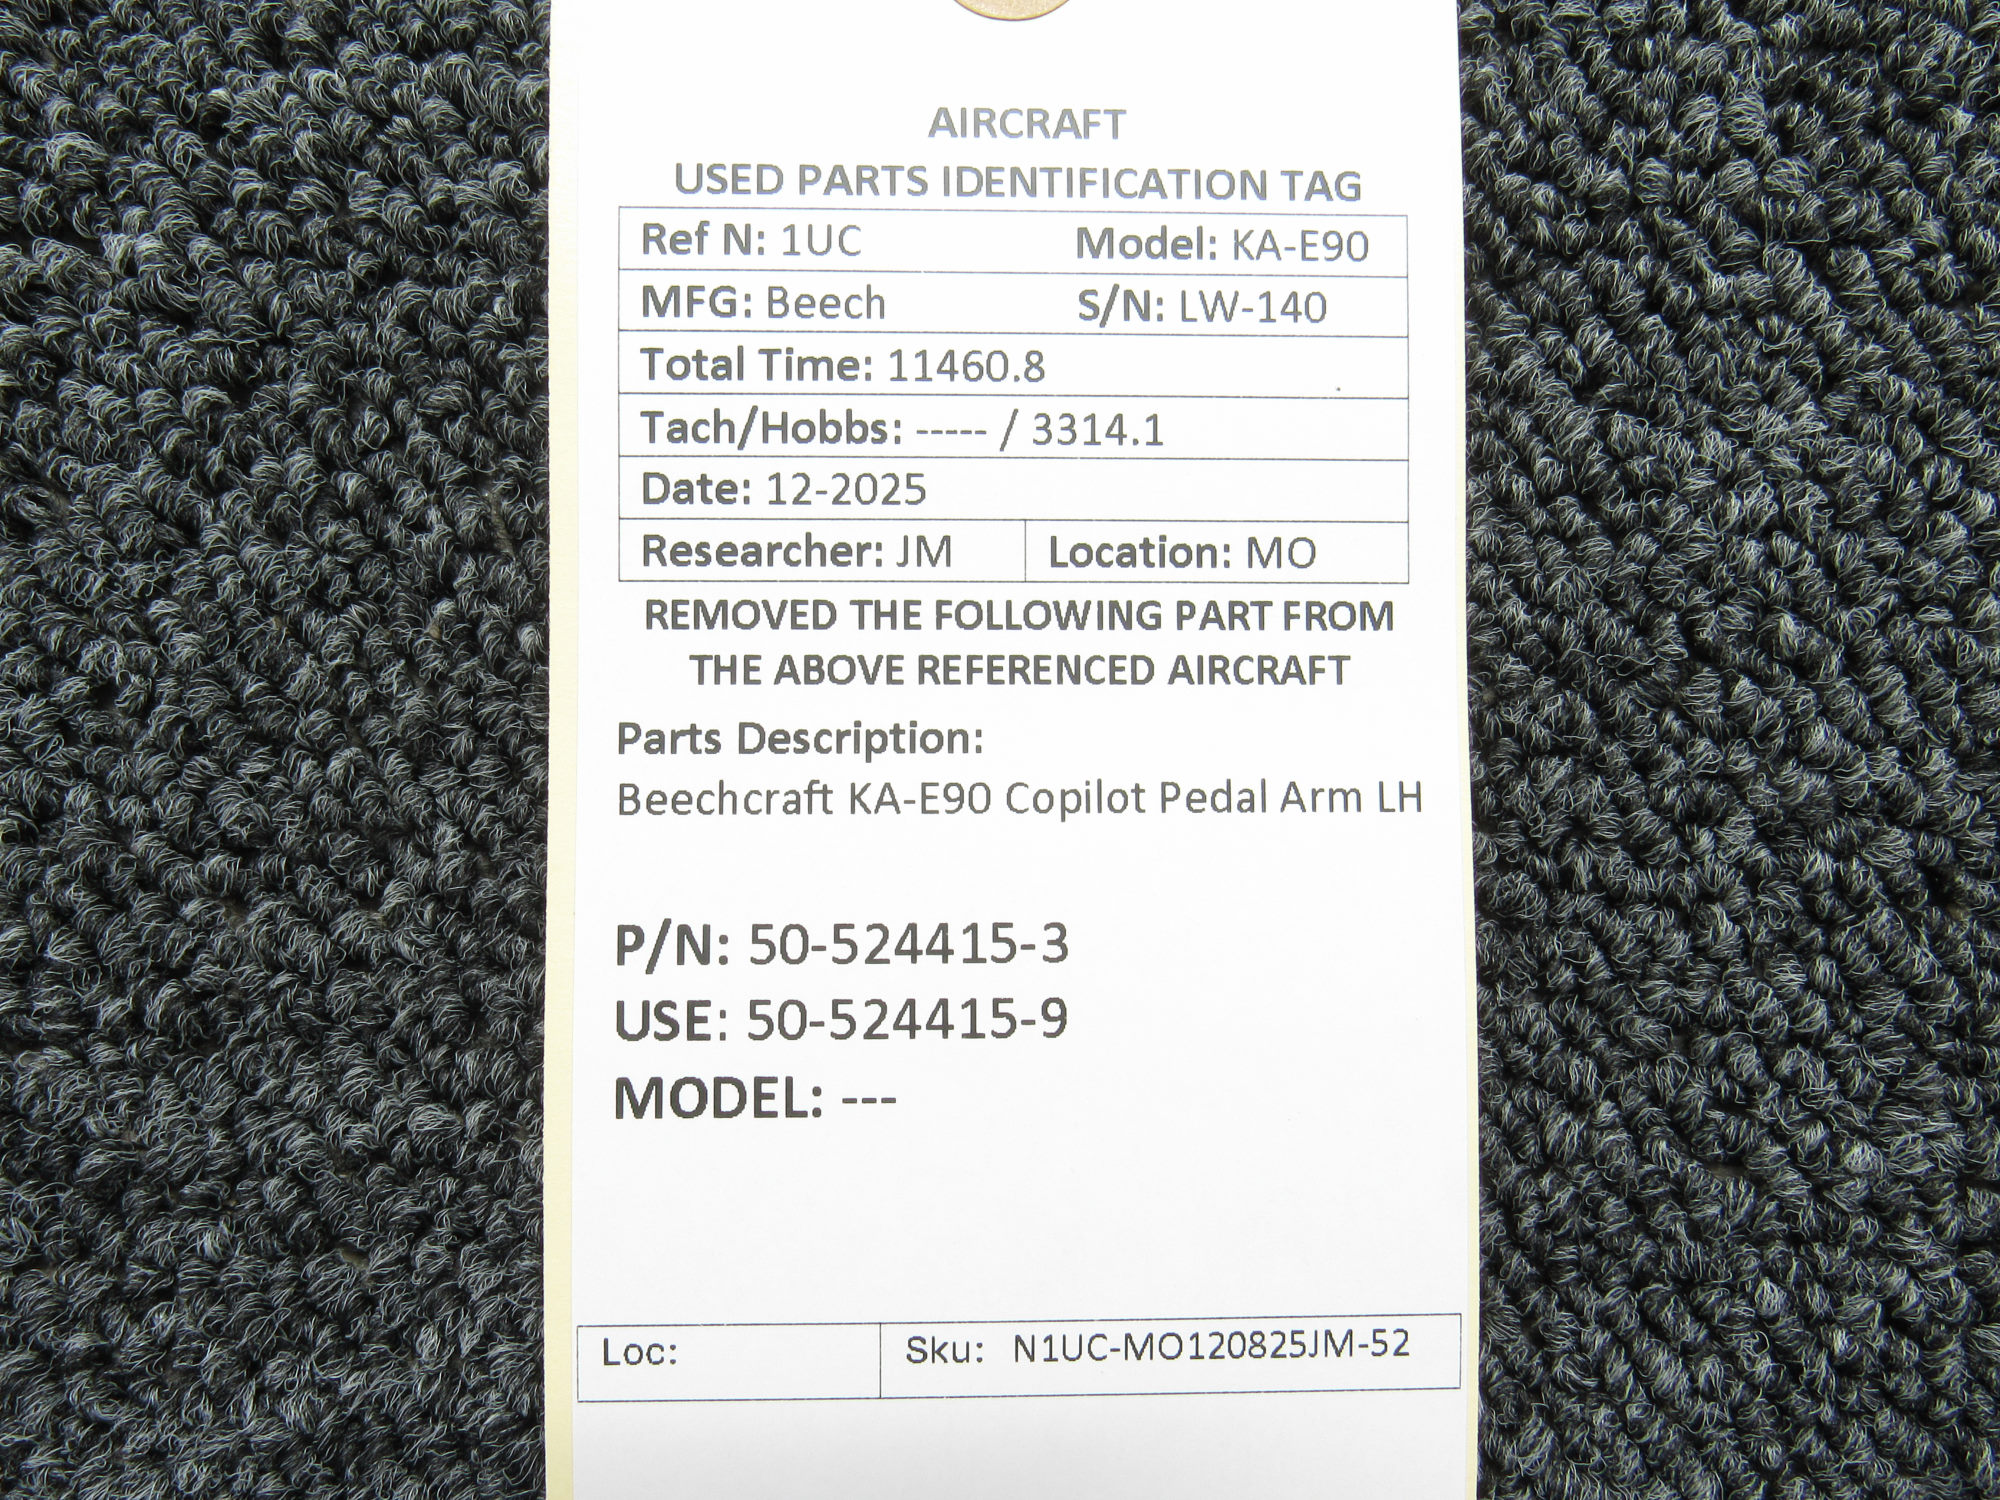 AIRCRAFT
USED PARTS IDENTIFICATION TAG
Ref N: 1UC Model: KA-E90
MFG: Beech S/N: LW-140
Total Time: 11460.8
Tach/Hobbs: ----- / 3314.1
Date: 12-2025
Researcher: JM Location: MO
REMOVED THE FOLLOWING PART FROM
THE ABOVE REFERENCED AIRCRAFT
Parts Description:
Beechcraft KA-E90 Copilot Pedal Arm LH
P/N: 50-524415-3
USE: 50-524415-9
MODEL: ---
Loc: Sku: N1UC-MO120825JM-52